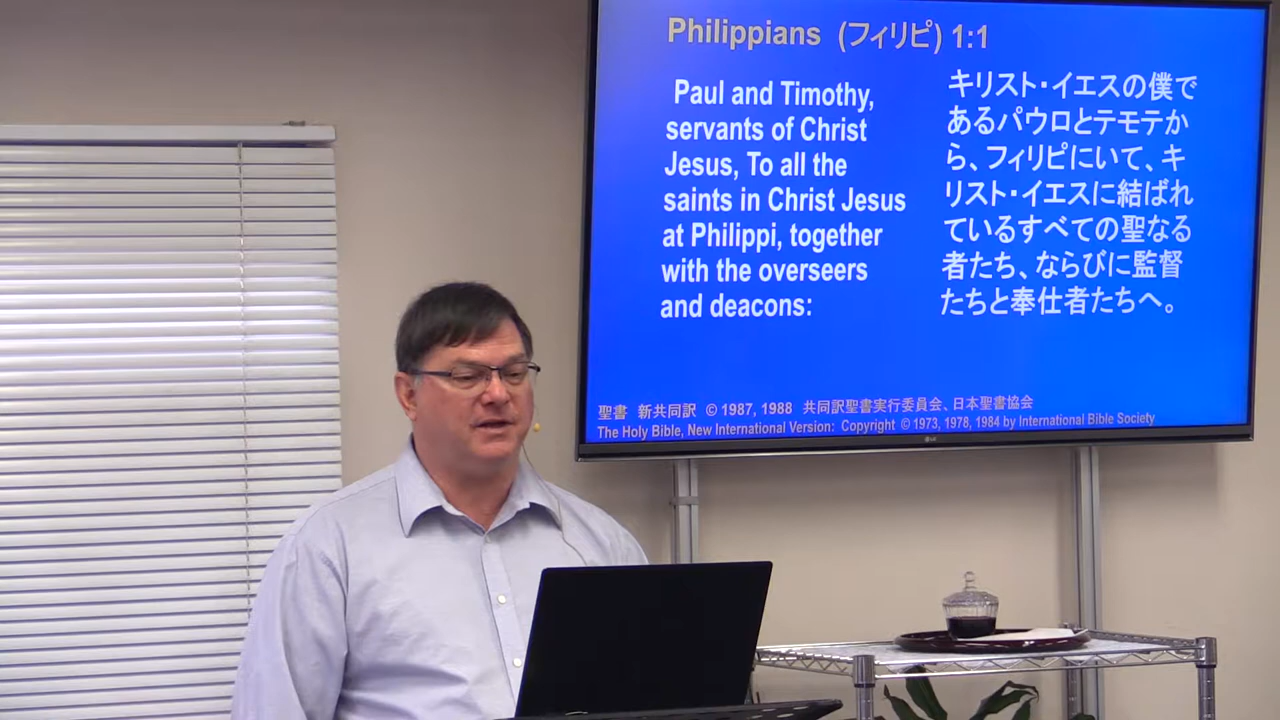 Philippians (フィリピ) 1:1
Paul and Timothy,
servants of Christ
Jesus, To all the
saints in Christ Jesus
at Philippi, together
with the overseers
and deacons:
キリスト・イエスの僕で
あるパウロとテモテか
ら、フィリピにいて、キ
リスト・イエスに結ばれ
ているすべての聖なる
者たち、ならびに監督
たちと奉仕者たちへ。
聖書 新共同訳 © 1987, 1988 共同訳聖書実行委員会、日本聖書協会
The Holy Bible, New International Version: Copyright © 1973, 1978, 1984 by International Bible Society
LG